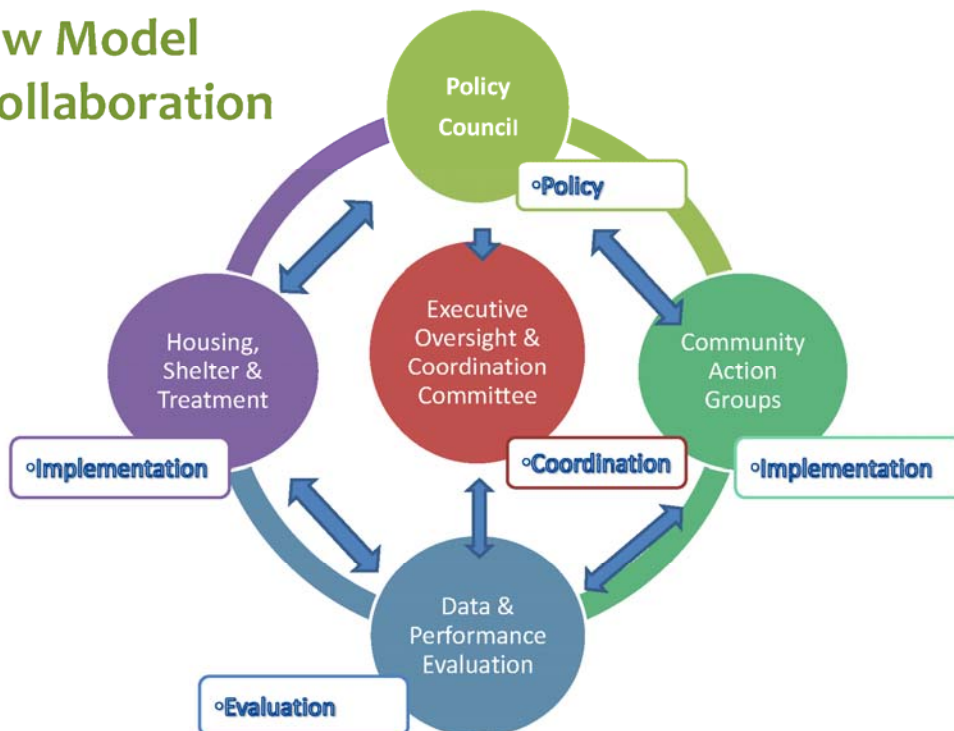 w Model
ollaboration
Policy
Council
◦Policy
Executive
Oversight &
Coordination
Committee
◦Coordination
Housing,
Shelter &
Treatment
◦Implementation
Community
Action
Groups
◦Implementation
Data &
Performance
Evaluation
◦Evaluation